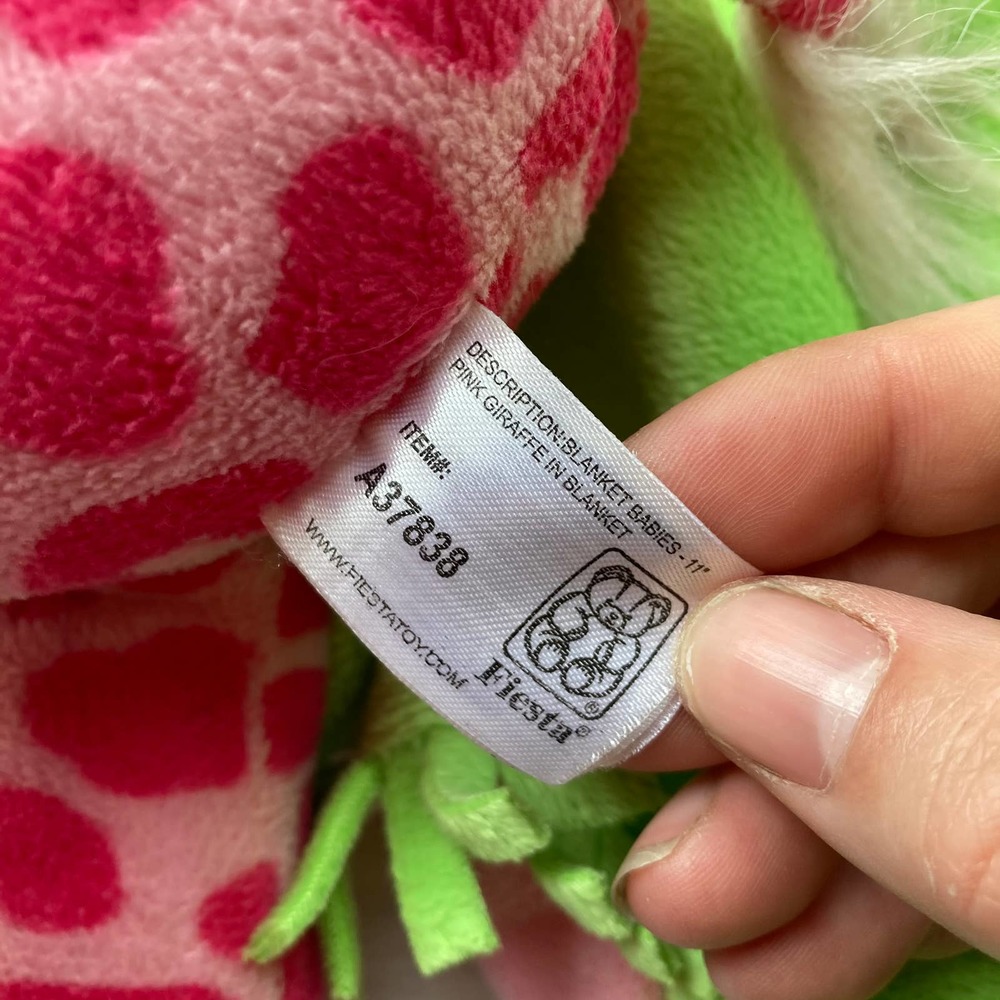 DESCRIPTION:BLANKET BABIES - 11"
PINK GIRAFFE IN BLANKET
ITEM#:
A37838
WWW.FIESTATOY.COM
®
Fiesta®